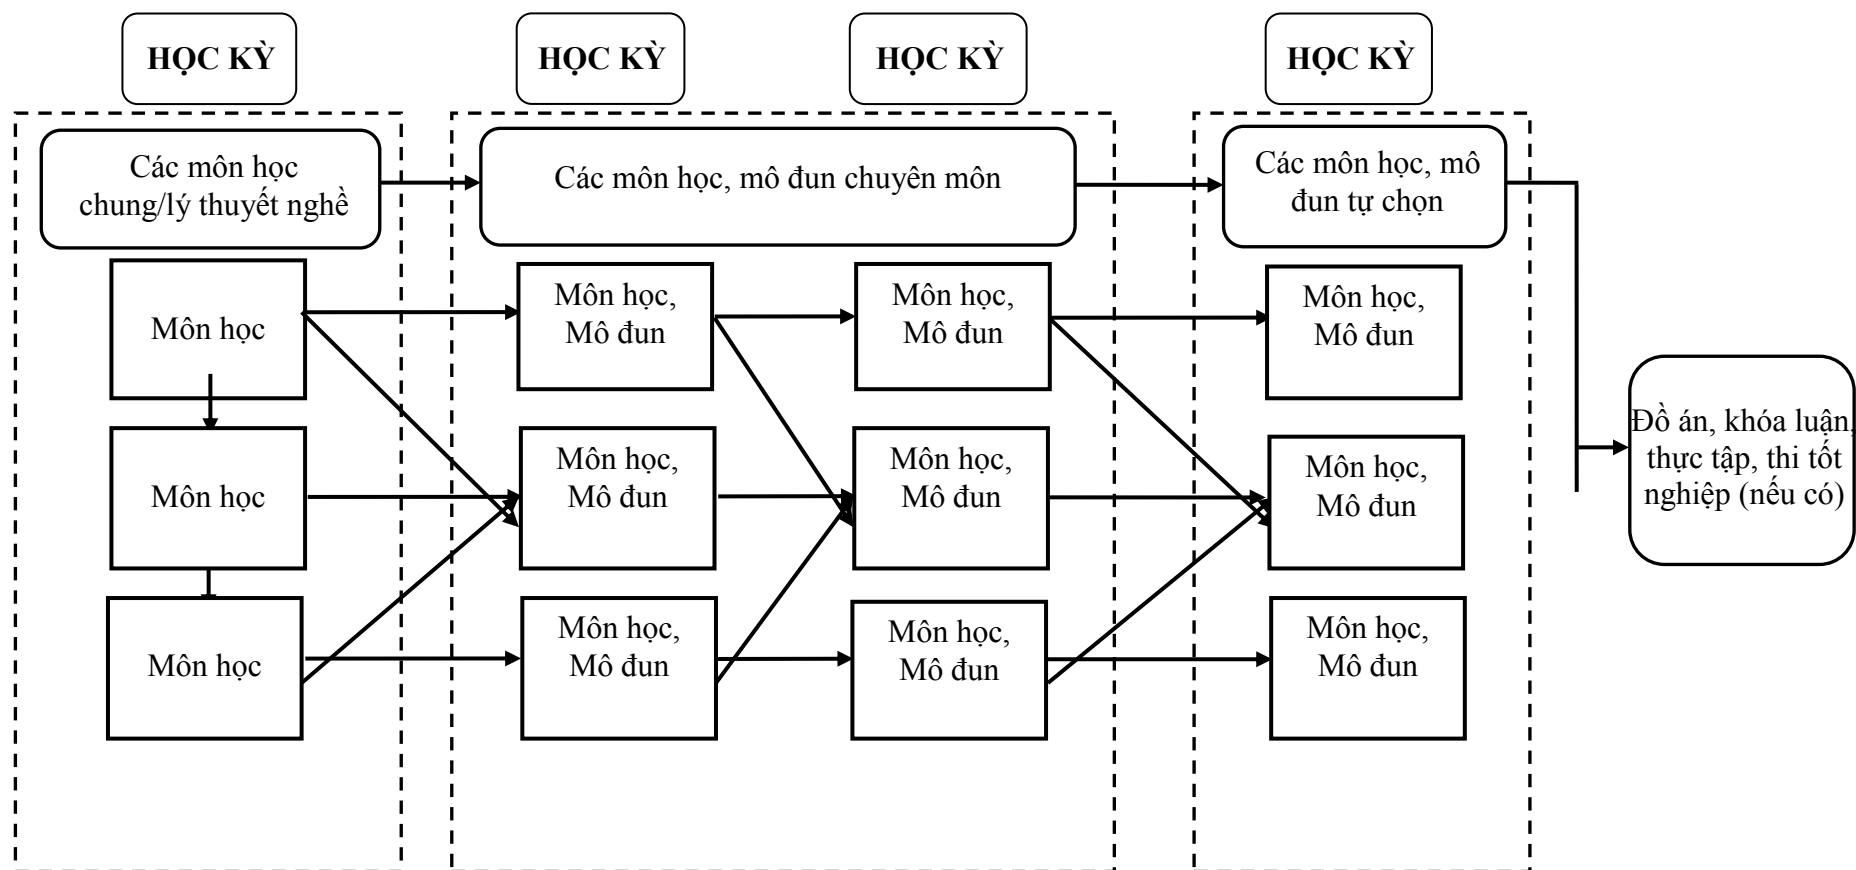 HỌC KỲ
HỌC KỲ
HỌC KỲ
HỌC KỲ
Các môn học
chung/lý thuyết nghề
Các môn học, mô đun chuyên môn
Các môn học, mô
đun tự chọn
Môn học
Môn học,
Mô đun
Môn học,
Mô đun
Môn học,
Mô đun
Môn học
Môn học,
Mô đun
Môn học,
Mô đun
Môn học,
Mô đun
Môn học
Môn học,
Mô đun
Môn học,
Mô đun
Môn học,
Mô đun
Đồ án, khóa luận,
thực tập, thi tốt
nghiệp (nếu có)